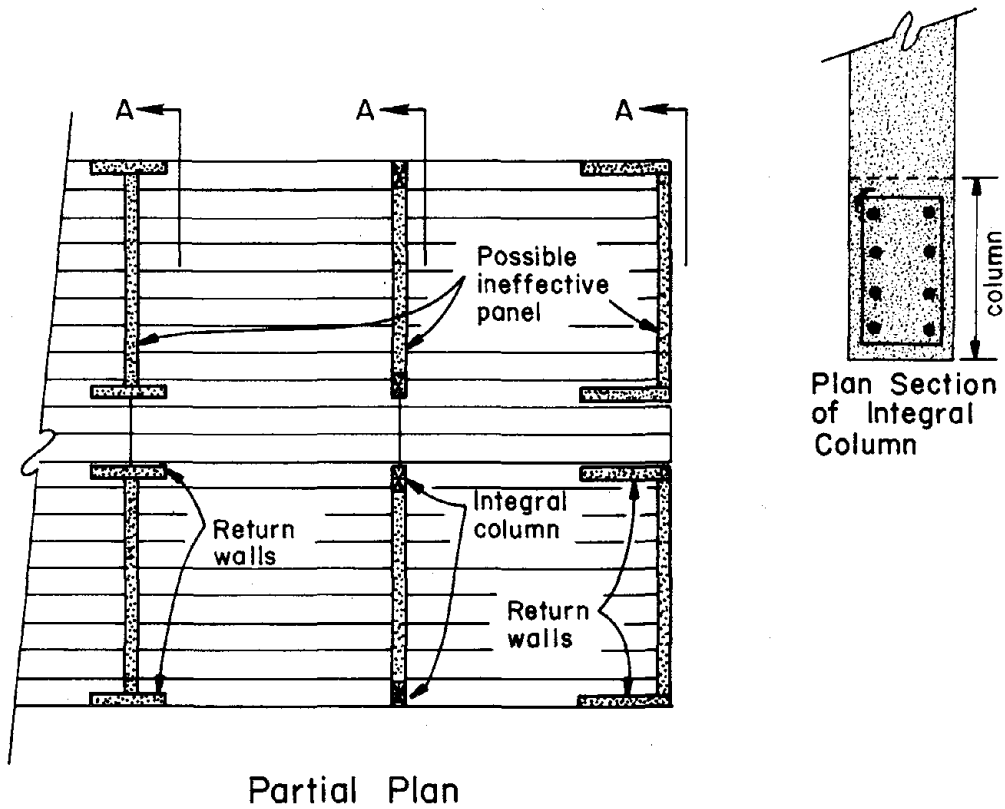 A
A
A
Possible
ineffective
panel
Return
walls
Integral
column
Return
walls
Partial Plan
column
Plan Section
of Integral
Column